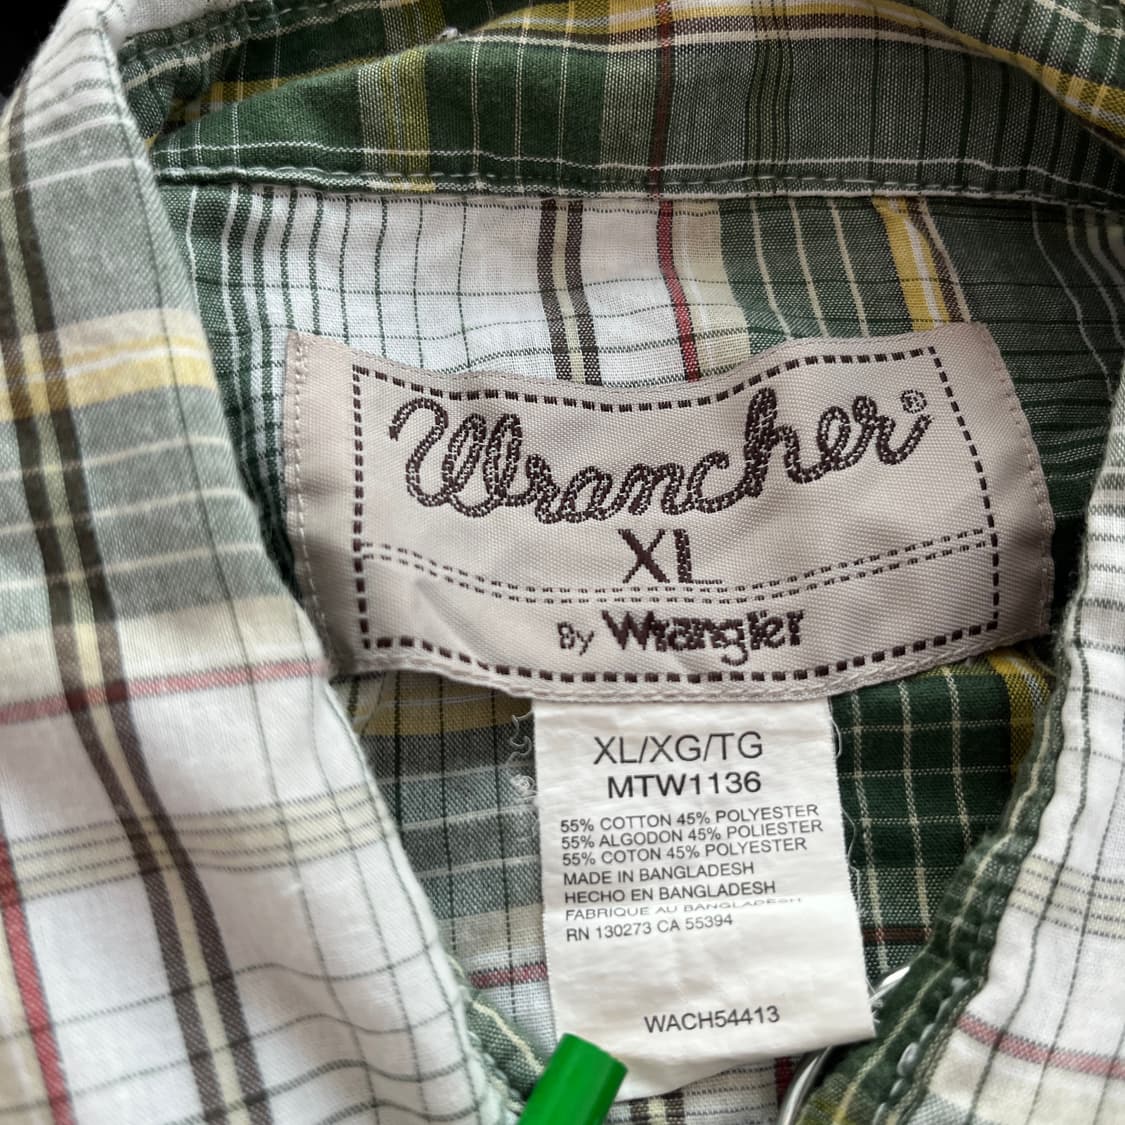 Wrancher®
XL
By Wrangler
XL/XG/TG
MTW1136
55% COTTON 45% POLYESTER
55% ALGODON 45% POLIESTER
55% COTON 45% POLYESTER
MADE IN BANGLADESH
HECHO EN BANGLADESH
FABRIQUE AU BANGLADESH
RN 130273 CA 55394
WACH54413